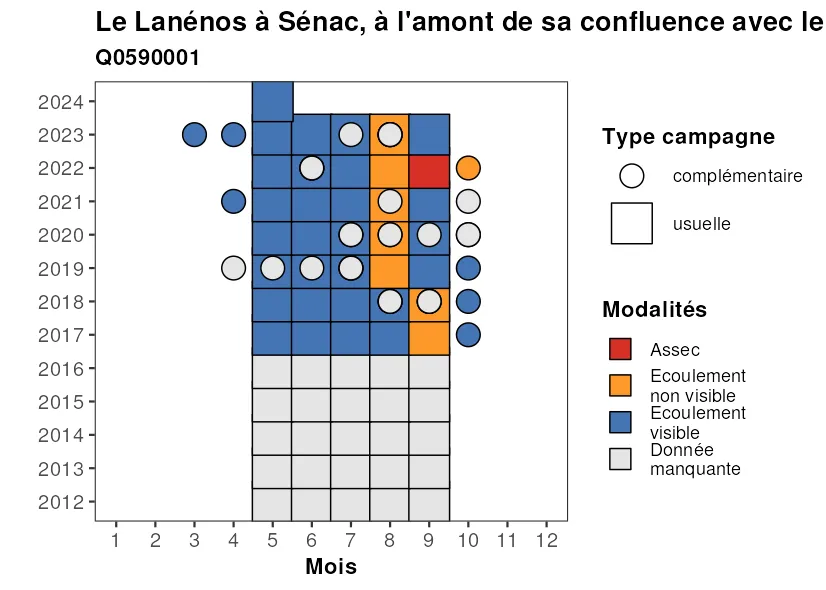 Le Lanénos à Sénac, à l'amont de sa confluence avec le
Q0590001
2024
2023
2022
2021
2020
2019
2018
2017
2016
2015
2014
2013
2012
1 2 3 4 5 6 7 8 9 10 11 12
Mois
Type campagne
complémentaire
usuelle
Modalités
Assec
Ecoulement
non visible
Ecoulement
visible
Donnée
manquante